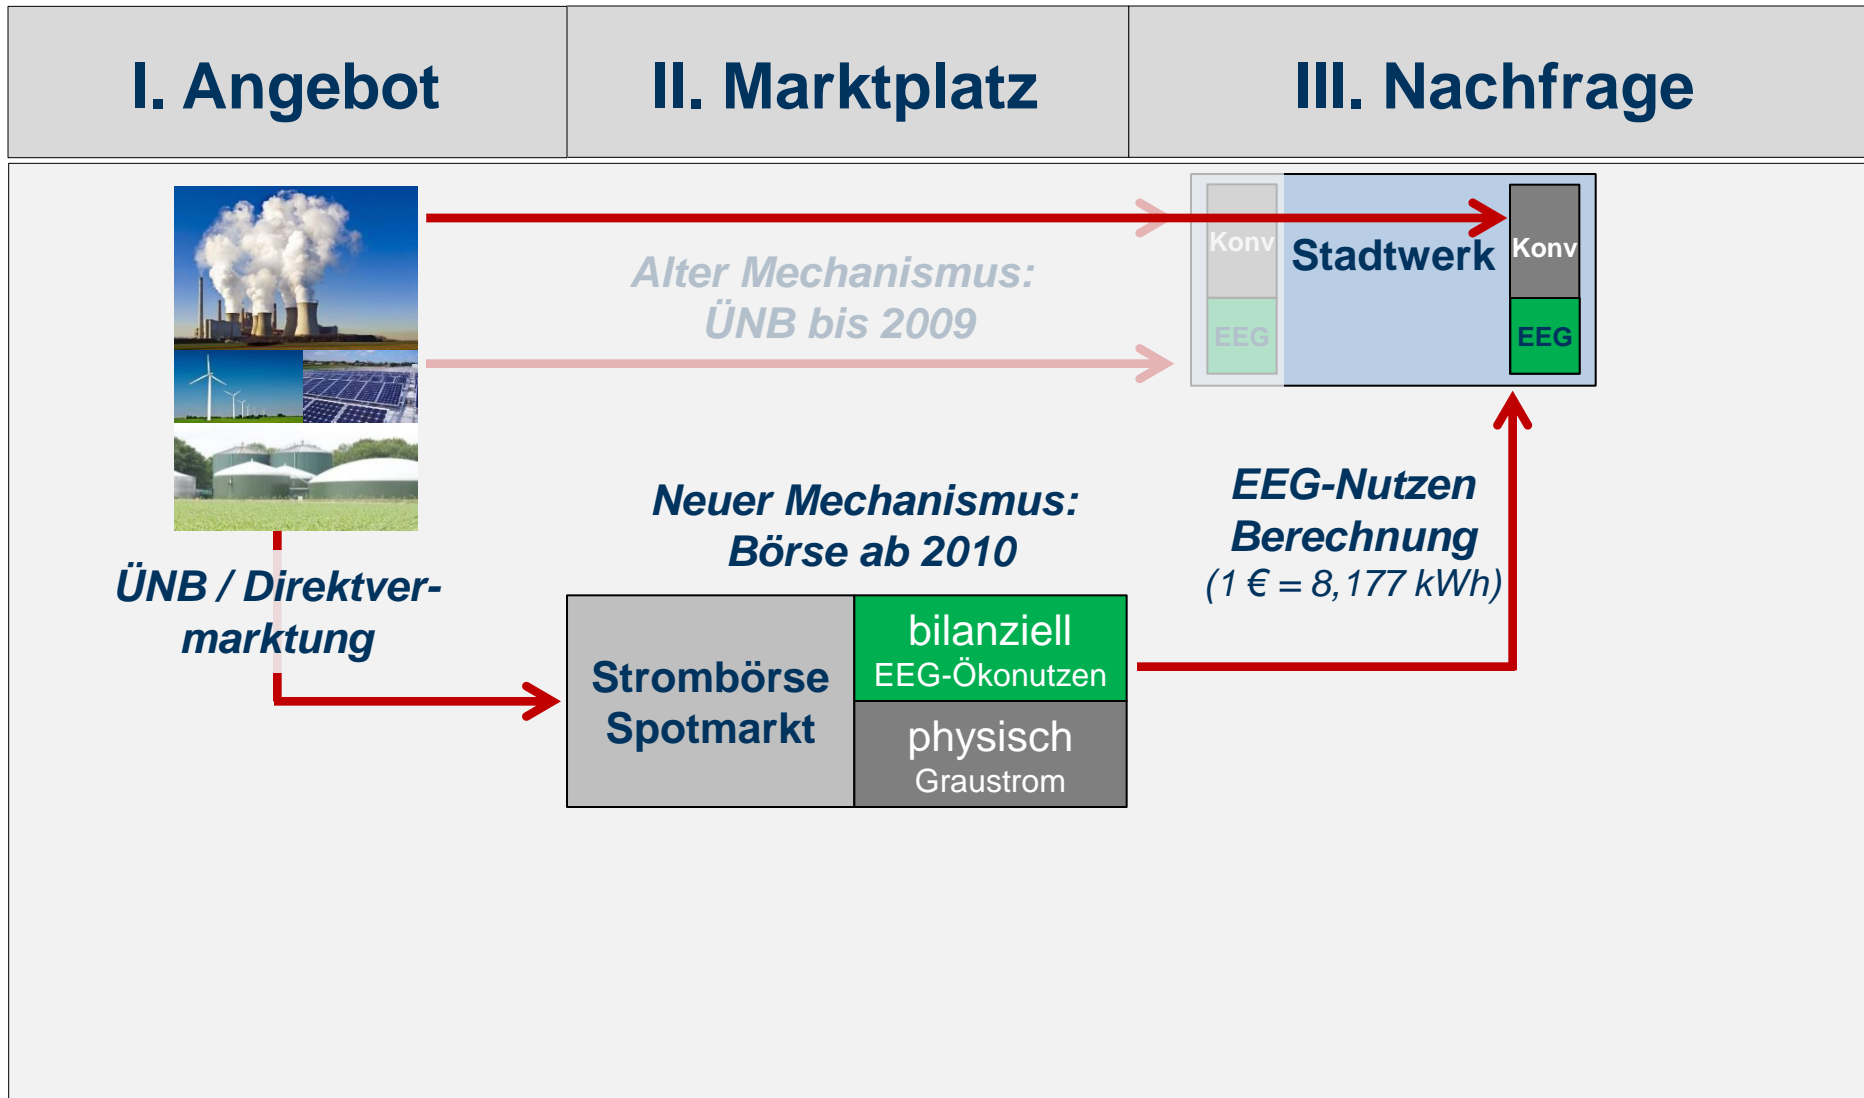 I. Angebot
II. Marktplatz
III. Nachfrage
Alter Mechanismus:
ÜNB bis 2009
Konv
EEG
Stadtwerk
Konv
EEG
ÜNB / Direktver-
marktung
Neuer Mechanismus:
Börse ab 2010
Strombörse
Spotmarkt
bilanziell
EEG-Ökonutzen
physisch
Graustrom
EEG-Nutzen
Berechnung
(1 € = 8,177 kWh)